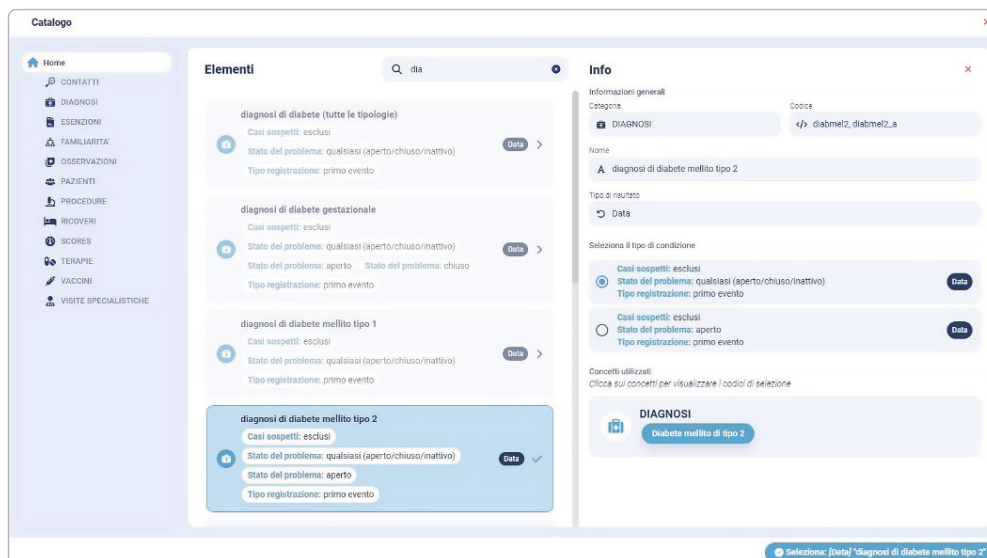 Catalogo
Home
CONTATTI
DIAGNOSI
ESENZIONI
FAMILIARITA'
OSSERVAZIONI
PAZIENTI
PROCEDURE
RICOVERI
SCORES
TERAPIE
VACCINI
VISITE SPECIALISTICHE
Elementi
dia
diagnosi di diabete (tutte le tipologie)
Casi sospetti: esclusi
Stato del problema: qualsiasi (aperto/chiuso/inattivo)
Tipo registrazione: primo evento
Data
diagnosi di diabete gestazionale
Casi sospetti: esclusi
Stato del problema: qualsiasi (aperto/chiuso/inattivo)
Stato del problema: aperto Stato del problema: chiuso
Tipo registrazione: primo evento
Data
diagnosi di diabete mellito tipo 1
Casi sospetti: esclusi
Stato del problema: qualsiasi (aperto/chiuso/inattivo)
Tipo registrazione: primo evento
Data
diagnosi di diabete mellito tipo 2
Casi sospetti: esclusi
Stato del problema: qualsiasi (aperto/chiuso/inattivo)
Stato del problema: aperto
Tipo registrazione: primo evento
Data
Info
Informazioni generali
Categoria Codice
DIAGNOSI </> diabmel2, diabmel2_a
Nome
A diagnosi di diabete mellito tipo 2
Tipo di risultato
Data
Seleziona il tipo di condizione
Casi sospetti: esclusi
Stato del problema: qualsiasi (aperto/chiuso/inattivo)
Tipo registrazione: primo evento
Data
Casi sospetti: esclusi
Stato del problema: aperto
Tipo registrazione: primo evento
Data
Concetti utilizzati
Clicca sui concetti per visualizzare i codici di selezione
DIAGNOSI
Diabete mellito di tipo 2
Seleziona: [Data] "diagnosi di diabete mellito tipo 2"